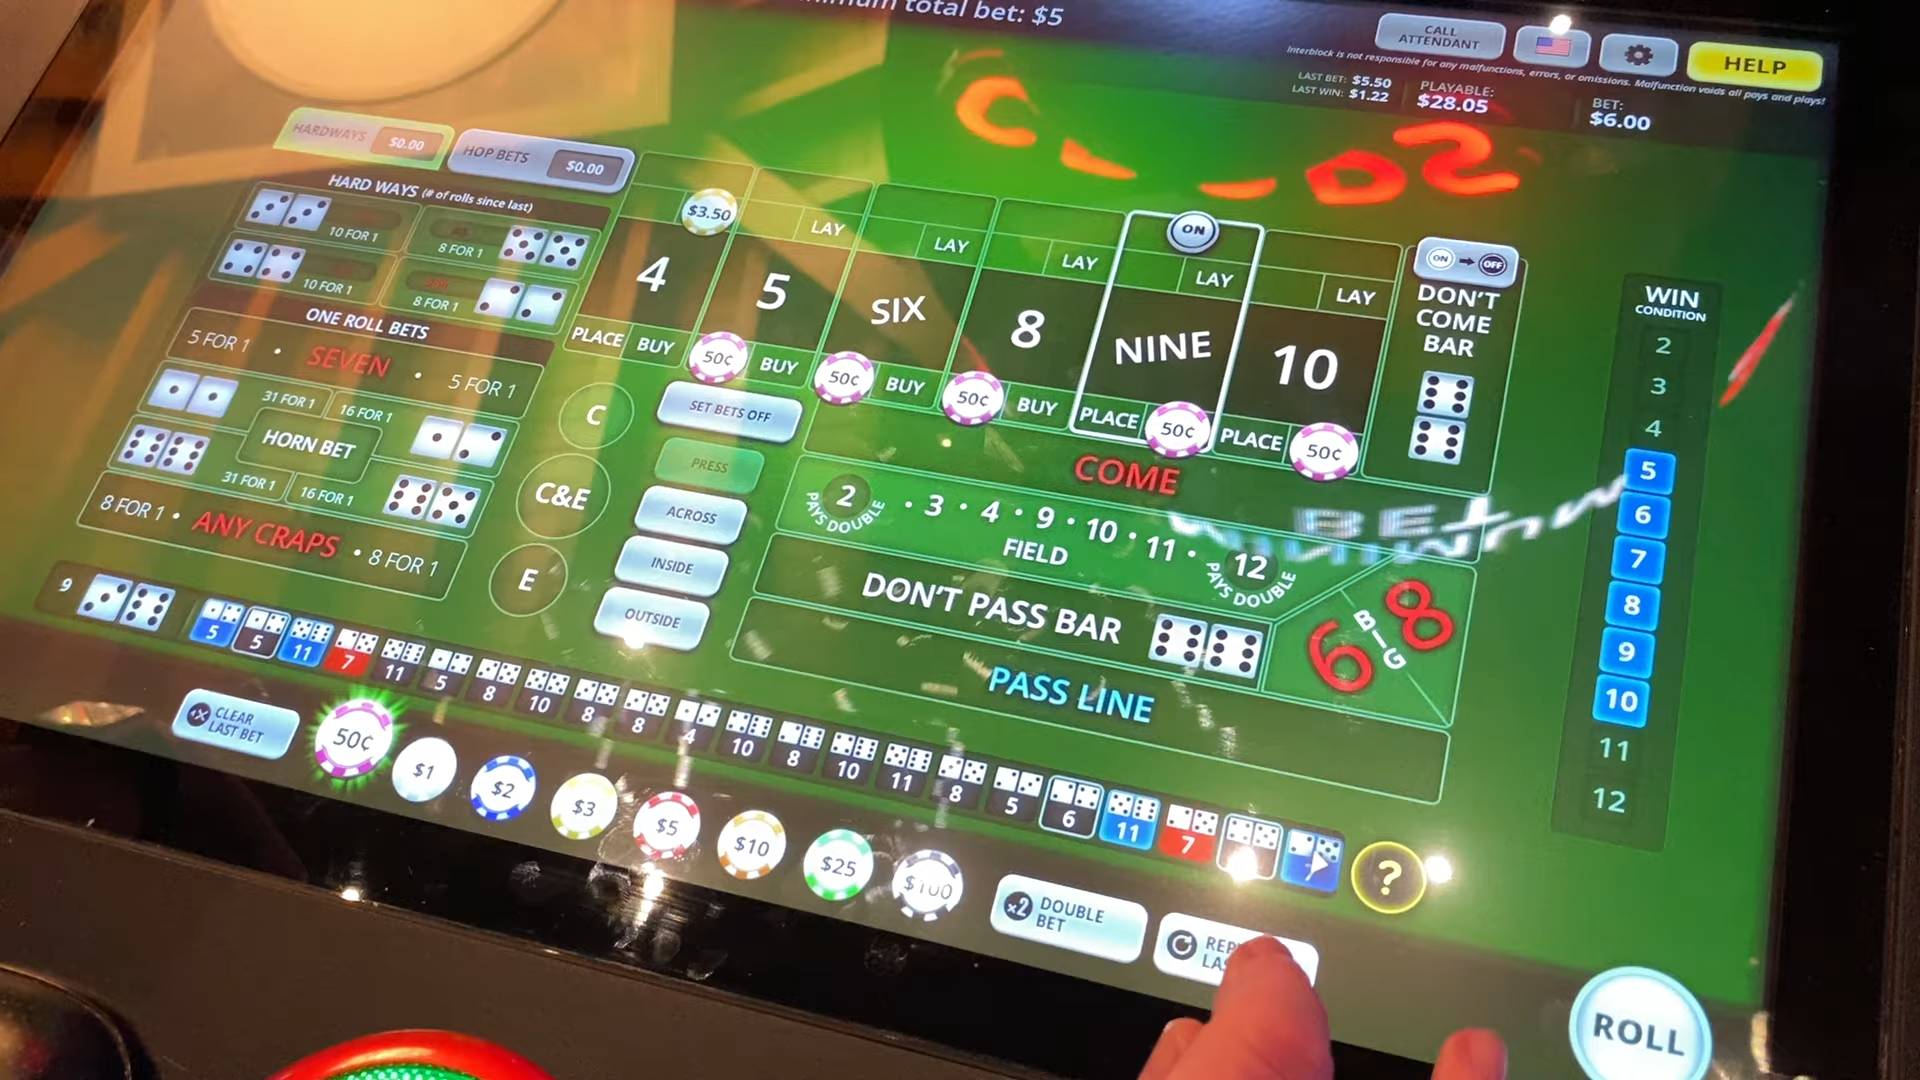 total bet: $5
CALL
ATTENDANT
HELP
Interblock is not responsible for any malfunctions, errors, or omissions. Malfunction voids all pays and plays!
LAST BET: $5.50
LAST WIN: $1.22
PLAYABLE:
$28.05
BET:
$6.00
HARDWAYS $0.00
HOP BETS $0.00
HARD WAYS (# of rolls since last)
10 FOR 1
8 FOR 1
10 FOR 1
8 FOR 1
ONE ROLL BETS
5 FOR 1 • SEVEN • 5 FOR 1
31 FOR 1
16 FOR 1
HORN BET
31 FOR 1
16 FOR 1
8 FOR 1 • ANY CRAPS • 8 FOR 1
C
C&E
E
$3.50
LAY
LAY
LAY
ON
LAY
LAY
4
5
SIX
8
NINE
10
PLACE BUY
50¢ BUY
50¢ BUY
50¢ BUY
PLACE 50¢
PLACE 50¢
ON OFF
DON'T
COME
BAR
SET BETS OFF
PRESS
ACROSS
INSIDE
OUTSIDE
COME
2 • 3 • 4 • 9 • 10 • 11 • 12
PAYS DOUBLE
FIELD
PAYS DOUBLE
DON'T PASS BAR
PASS LINE
6 BIG 8
WIN
CONDITION
2
3
4
5
6
7
8
9
10
11
12
9
5 5 11 7 11 5 8 10 8 8 4 10 8 10 11 8 5 6 11 7
?
CLEAR
LAST BET
50¢
$1
$2
$3
$5
$10
$25
$100
x2 DOUBLE
BET
ROLL